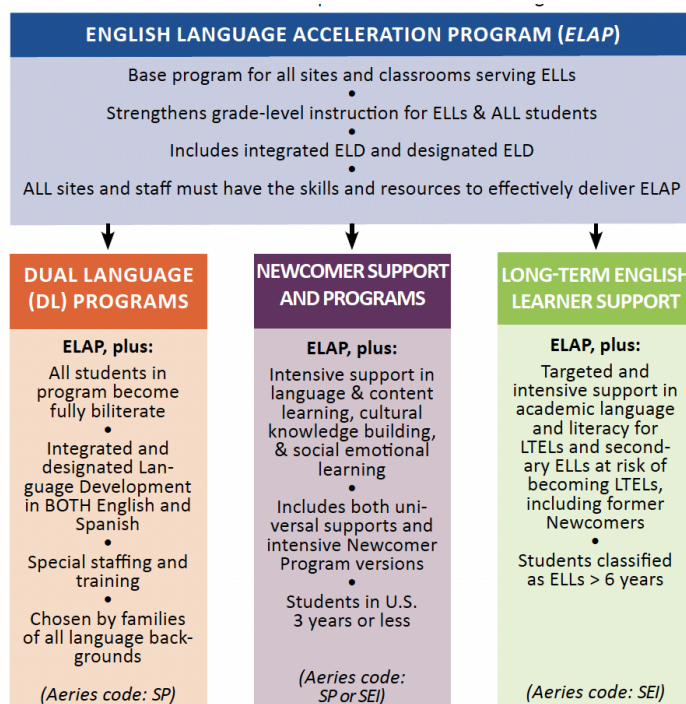 ENGLISH LANGUAGE ACCELERATION PROGRAM (ELAP)
Base program for all sites and classrooms serving ELLs
•
Strengthens grade-level instruction for ELLs & ALL students
•
Includes integrated ELD and designated ELD
•
ALL sites and staff must have the skills and resources to effectively deliver ELAP
DUAL LANGUAGE
(DL) PROGRAMS
ELAP, plus:
All students in
program become
fully biliterate
•
Integrated and
designated Lan-
guage Development
in BOTH English and
Spanish
•
Special staffing and
training
•
Chosen by families
of all language back-
grounds
(Aeries code: SP)
NEWCOMER SUPPORT
AND PROGRAMS
ELAP, plus:
Intensive support in
language & content
learning, cultural
knowledge building,
& social emotional
learning
•
Includes both uni-
versal supports and
intensive Newcomer
Program versions
•
Students in U.S.
3 years or less
(Aeries code:
SP or SEI)
LONG-TERM ENGLISH
LEARNER SUPPORT
ELAP, plus:
Targeted and
intensive support in
academic language
and literacy for
LTELs and second-
ary ELLs at risk of
becoming LTELs,
including former
Newcomers
•
Students classified
as ELLs > 6 years
(Aeries code: SEI)